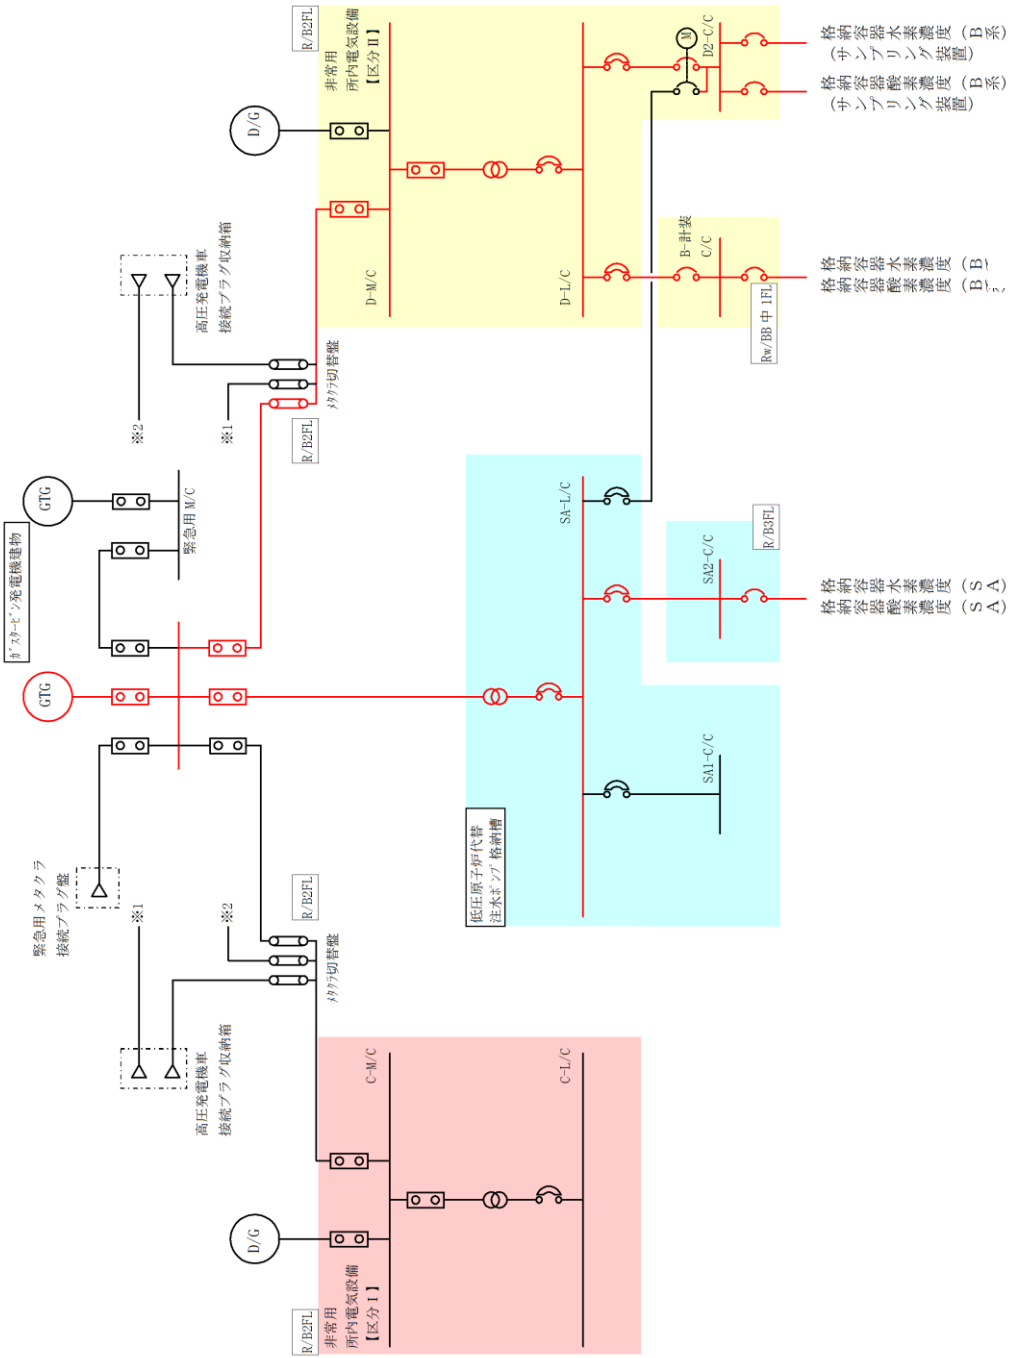 ｶﾞｽﾀｰﾋﾞﾝ発電機建物
GTG
GTG
緊急用メタクラ
接続プラグ盤
※1
※2
緊急用 M/C
高圧発電機車
接続プラグ収納箱
※2
※1
高圧発電機車
接続プラグ収納箱
D/G
D/G
R/B2FL
R/B2FL
R/B2FL
R/B2FL
ﾒﾀｸﾗ切替盤
ﾒﾀｸﾗ切替盤
非常用
所内電気設備
【区分Ⅰ】
非常用
所内電気設備
【区分Ⅱ】
C-M/C
D-M/C
低圧原子炉代替
注水ﾎﾟﾝﾌﾟ格納槽
C-L/C
SA-L/C
D-L/C
M
SA1-C/C
SA2-C/C
B-計装
C/C
D2-C/C
R/B3FL
Rw/BB 中 1FL
格納容器水素濃度（ＳＡ）
格納容器酸素濃度（ＳＡ）
格納容器水素濃度（Ｂ
格納容器酸素濃度（Ｂ
格納容器水素濃度（Ｂ系）
（サンプリング装置）
格納容器酸素濃度（Ｂ系）
（サンプリング装置）